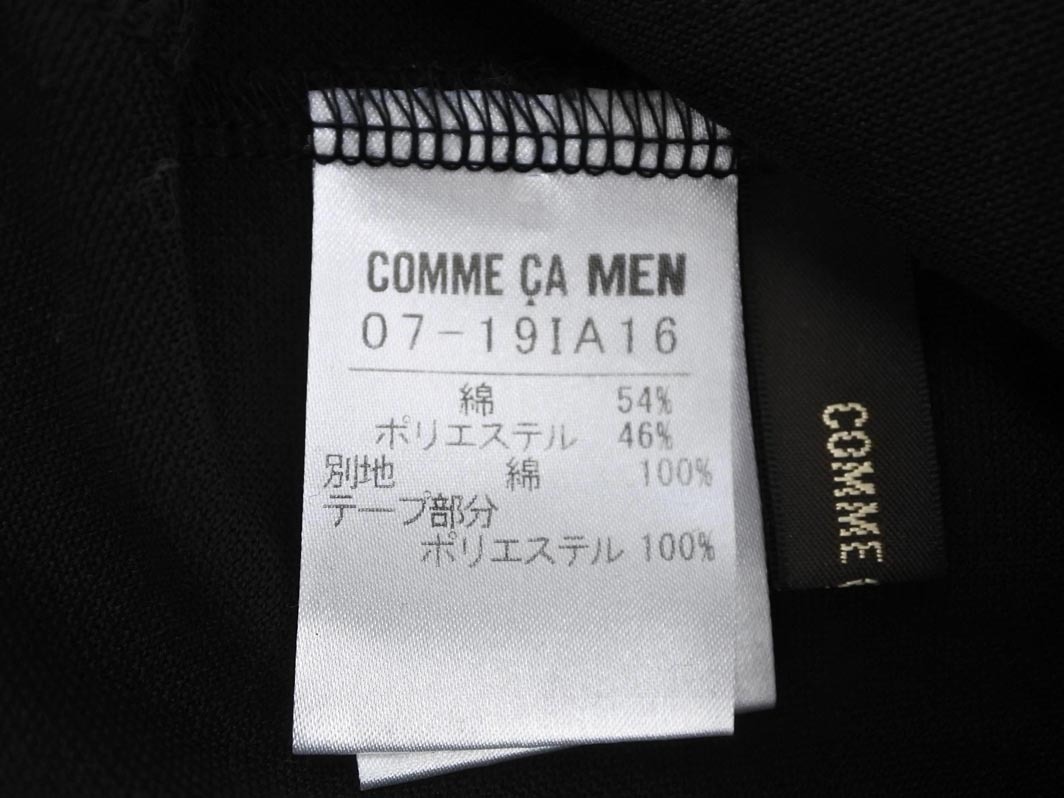 COMME ÇA MEN
07-19IA16
綿 54%
ポリエステル 46%
別地 綿 100%
テープ部分
ポリエステル 100%
COMME